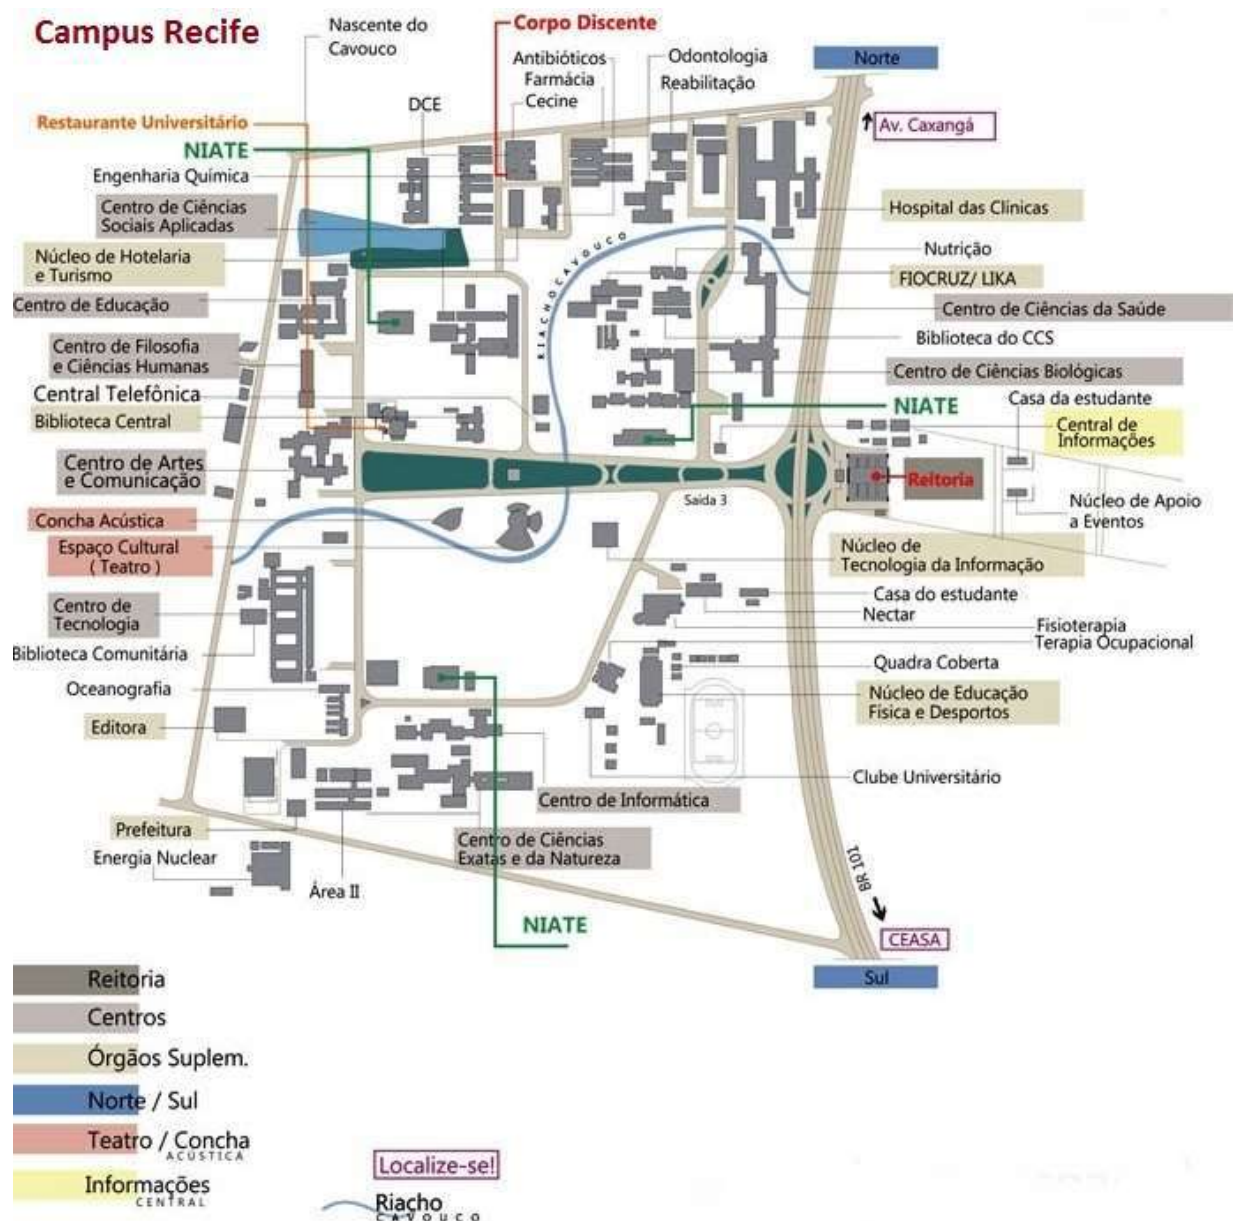 Campus Recife
Nascente do
Cavouco
Corpo Discente
Antibióticos
Farmácia
Cecine
Odontologia
Reabilitação
Norte
Av. Caxangá
DCE
Restaurante Universitário
NIATE
Engenharia Química
Centro de Ciências
Sociais Aplicadas
Núcleo de Hotelaria
e Turismo
Centro de Educação
Centro de Filosofia
e Ciências Humanas
Central Telefônica
Biblioteca Central
Centro de Artes
e Comunicação
Concha Acústica
Espaço Cultural
( Teatro )
Centro de
Tecnologia
Biblioteca Comunitária
Oceanografia
Editora
Prefeitura
Energia Nuclear
Área II
RIACHO CAVOUCO
Hospital das Clínicas
Nutrição
FIOCRUZ/ LIKA
Centro de Ciências da Saúde
Biblioteca do CCS
Centro de Ciências Biológicas
NIATE
Casa da estudante
Central de
Informações
Reitoria
Saída 3
Núcleo de Apoio
a Eventos
Núcleo de
Tecnologia da Informação
Casa do estudante
Nectar
Fisioterapia
Terapia Ocupacional
Quadra Coberta
Núcleo de Educação
Física e Desportos
Clube Universitário
Centro de Informática
Centro de Ciências
Exatas e da Natureza
NIATE
BR 101
CEASA
Sul
Reitoria
Centros
Órgãos Suplem.
Norte / Sul
Teatro / Concha
ACÚSTICA
Informações
CENTRAL
Localize-se!
Riacho
CAVOUCO